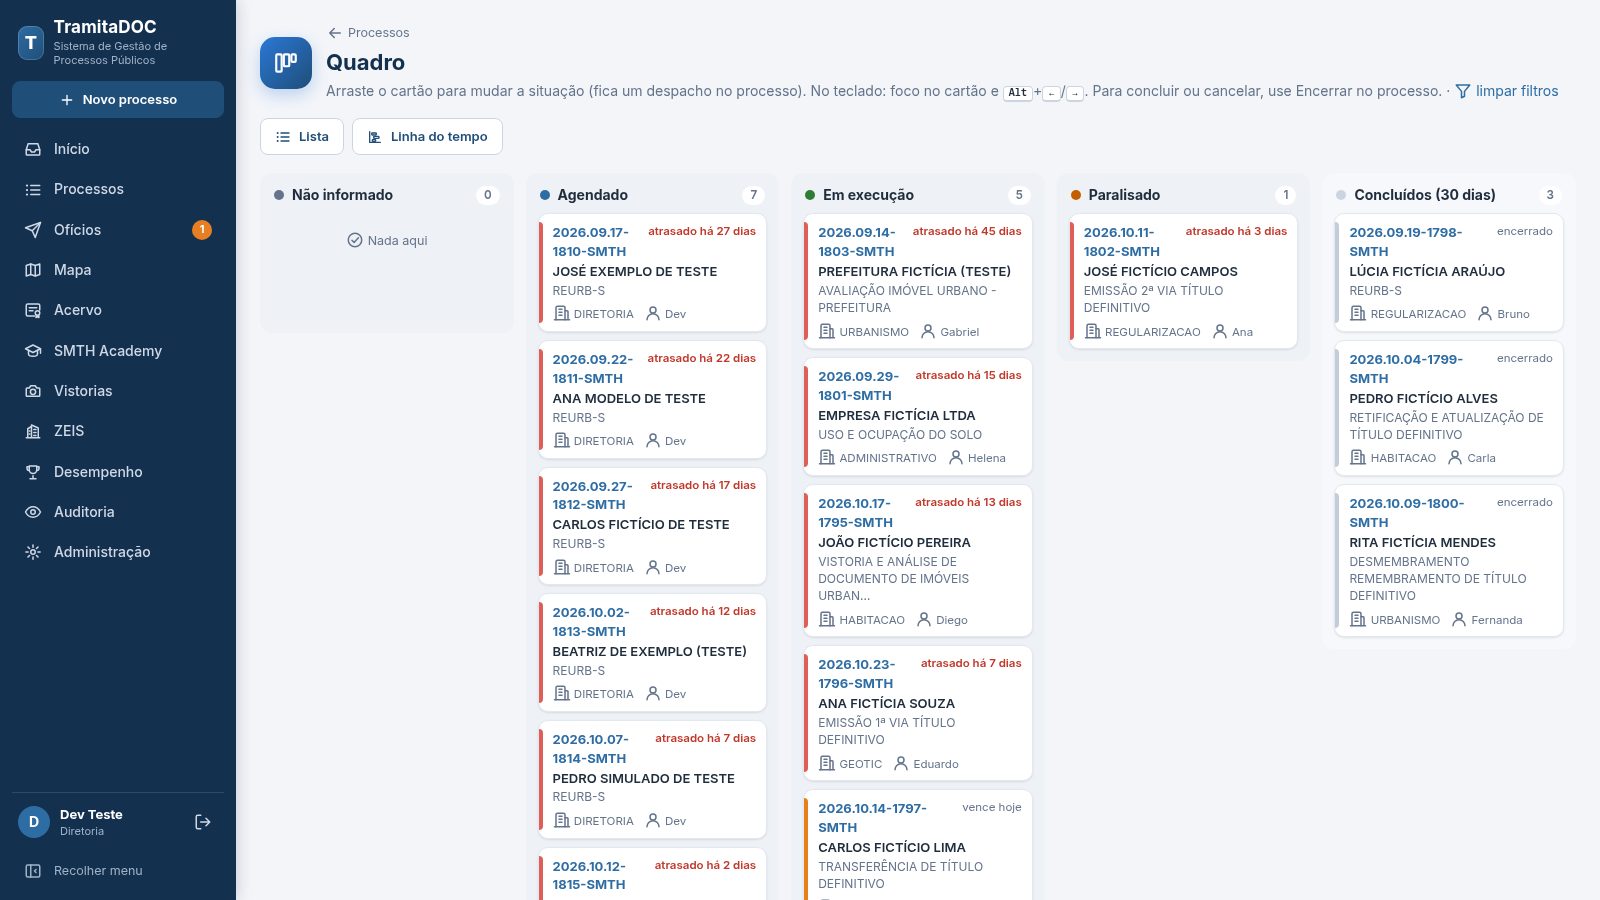 T
TramitaDOC
Sistema de Gestão de
Processos Públicos
+ Novo processo
Início
Processos
Ofícios 1
Mapa
Acervo
SMTH Academy
Vistorias
ZEIS
Desempenho
Auditoria
Administração
D
Dev Teste
Diretoria
Recolher menu
← Processos
Quadro
Arraste o cartão para mudar a situação (fica um despacho no processo). No teclado: foco no cartão e Alt+←/→. Para concluir ou cancelar, use Encerrar no processo. · limpar filtros
Lista
Linha do tempo
Não informado 0
Nada aqui
Agendado 7
2026.09.17-1810-SMTH atrasado há 27 dias
JOSÉ EXEMPLO DE TESTE
REURB-S
DIRETORIA Dev
2026.09.22-1811-SMTH atrasado há 22 dias
ANA MODELO DE TESTE
REURB-S
DIRETORIA Dev
2026.09.27-1812-SMTH atrasado há 17 dias
CARLOS FICTÍCIO DE TESTE
REURB-S
DIRETORIA Dev
2026.10.02-1813-SMTH atrasado há 12 dias
BEATRIZ DE EXEMPLO (TESTE)
REURB-S
DIRETORIA Dev
2026.10.07-1814-SMTH atrasado há 7 dias
PEDRO SIMULADO DE TESTE
REURB-S
DIRETORIA Dev
2026.10.12-1815-SMTH atrasado há 2 dias
Em execução 5
2026.09.14-1803-SMTH atrasado há 45 dias
PREFEITURA FICTÍCIA (TESTE)
AVALIAÇÃO IMÓVEL URBANO -
PREFEITURA
URBANISMO Gabriel
2026.09.29-1801-SMTH atrasado há 15 dias
EMPRESA FICTÍCIA LTDA
USO E OCUPAÇÃO DO SOLO
ADMINISTRATIVO Helena
2026.10.17-1795-SMTH atrasado há 13 dias
JOÃO FICTÍCIO PEREIRA
VISTORIA E ANÁLISE DE
DOCUMENTO DE IMÓVEIS
URBAN...
HABITACAO Diego
2026.10.23-1796-SMTH atrasado há 7 dias
ANA FICTÍCIA SOUZA
EMISSÃO 1ª VIA TÍTULO
DEFINITIVO
GEOTIC Eduardo
2026.10.14-1797-SMTH vence hoje
CARLOS FICTÍCIO LIMA
TRANSFERÊNCIA DE TÍTULO
DEFINITIVO
Paralisado 1
2026.10.11-1802-SMTH atrasado há 3 dias
JOSÉ FICTÍCIO CAMPOS
EMISSÃO 2ª VIA TÍTULO
DEFINITIVO
REGULARIZACAO Ana
Concluídos (30 dias) 3
2026.09.19-1798-SMTH encerrado
LÚCIA FICTÍCIA ARAÚJO
REURB-S
REGULARIZACAO Bruno
2026.10.04-1799-SMTH encerrado
PEDRO FICTÍCIO ALVES
RETIFICAÇÃO E ATUALIZAÇÃO DE
TÍTULO DEFINITIVO
HABITACAO Carla
2026.10.09-1800-SMTH encerrado
RITA FICTÍCIA MENDES
DESMEMBRAMENTO
REMEMBRAMENTO DE TÍTULO
DEFINITIVO
URBANISMO Fernanda